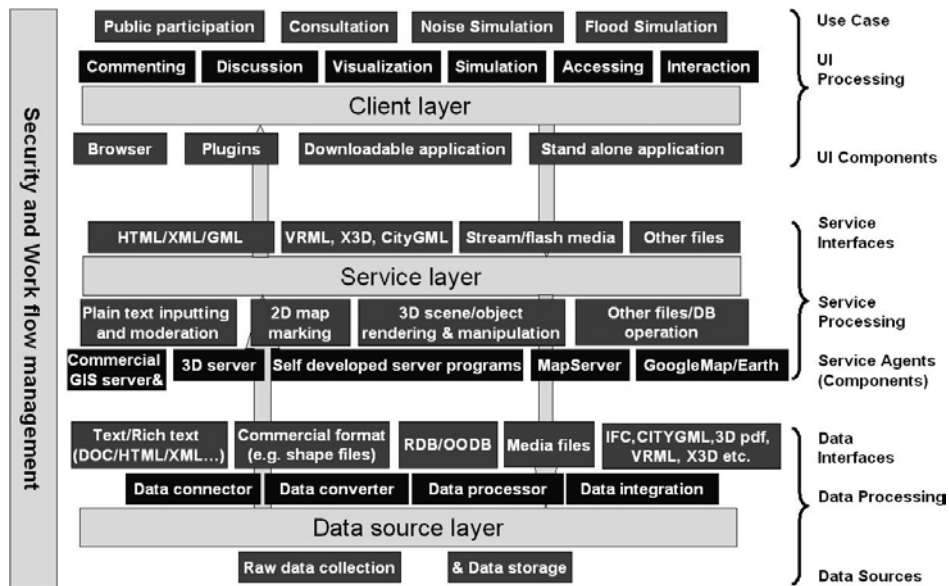 Security and Work flow management
Public participation
Consultation
Noise Simulation
Flood Simulation
Use Case
Commenting
Discussion
Visualization
Simulation
Accessing
Interaction
UI
Processing
Client layer
Browser
Plugins
Downloadable application
Stand alone application
UI Components
HTML/XML/GML
VRML, X3D, CityGML
Stream/flash media
Other files
Service
Interfaces
Service layer
Plain text inputting
and moderation
2D map
marking
3D scene/object
rendering & manipulation
Other files/DB
operation
Service
Processing
Commercial
GIS server&
3D server
Self developed server programs
MapServer
GoogleMap/Earth
Service Agents
(Components)
Text/Rich text
(DOC/HTML/XML...)
Commercial format
(e.g. shape files)
RDB/OODB
Media files
IFC,CITYGML,3D pdf,
VRML, X3D etc.
Data
Interfaces
Data connector
Data converter
Data processor
Data integration
Data Processing
Data source layer
Raw data collection
& Data storage
Data Sources